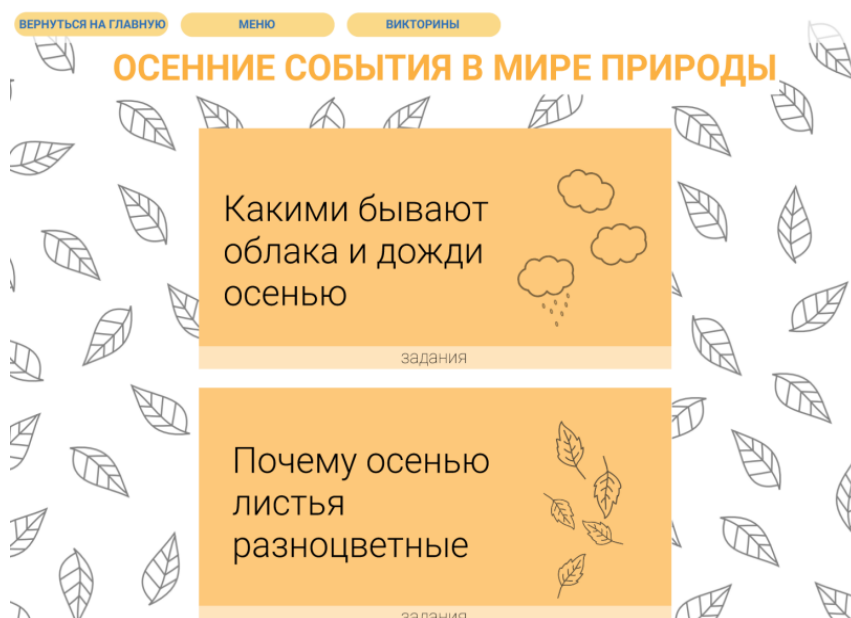 ВЕРНУТЬСЯ НА ГЛАВНУЮ
МЕНЮ
ВИКТОРИНЫ
ОСЕННИЕ СОБЫТИЯ В МИРЕ ПРИРОДЫ
Какими бывают
облака и дожди
осенью
задания
Почему осенью
листья
разноцветные
задания